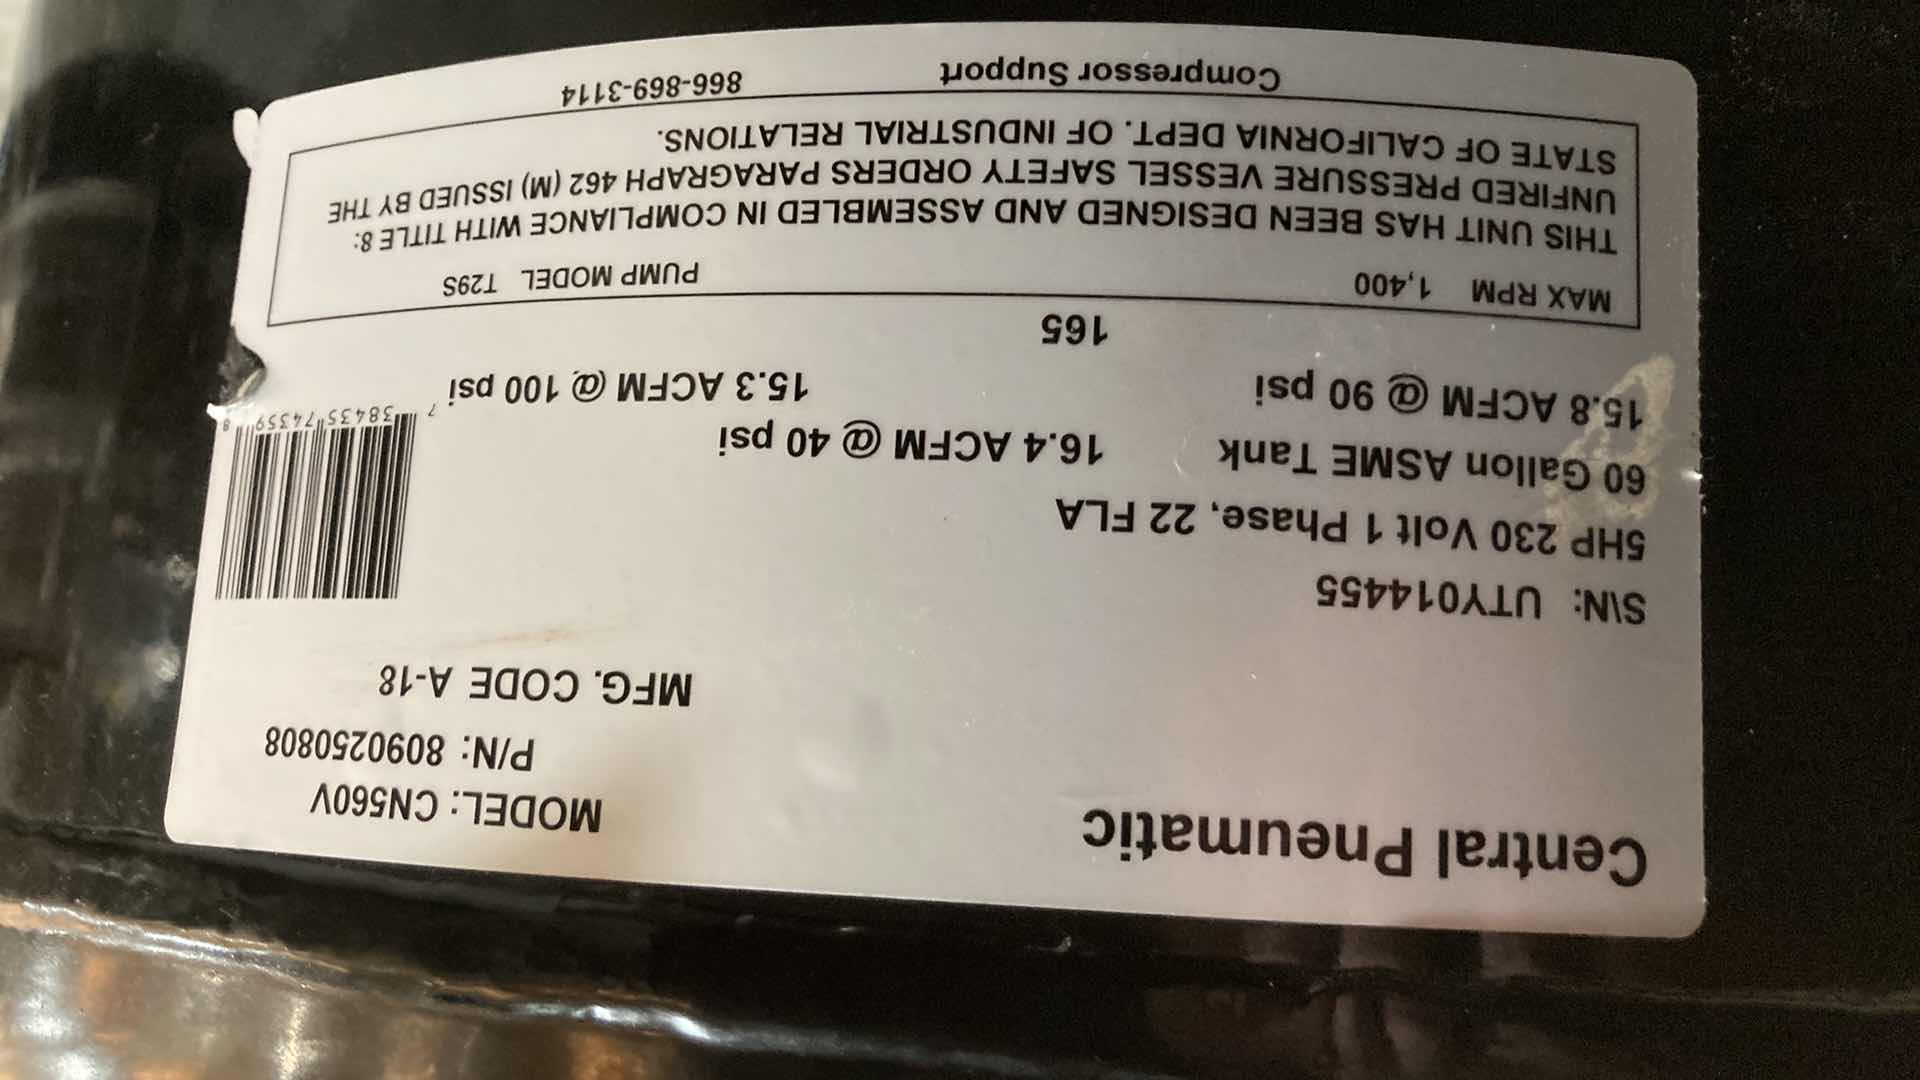 Central Pneumatic
MODEL: CN560V
P/N: 8090250808
MFG. CODE A-18
S\N: UTY014455
5HP 230 Volt 1 Phase, 22 FLA
60 Gallon ASME Tank 16.4 ACFM @ 40 psi
15.8 ACFM @ 90 psi 15.3 ACFM @ 100 psi
7 38435 74359 8
165
MAX RPM 1,400 PUMP MODEL T29S
THIS UNIT HAS BEEN DESIGNED AND ASSEMBLED IN COMPLIANCE WITH TITLE 8:
UNFIRED PRESSURE VESSEL SAFETY ORDERS PARAGRAPH 462 (M) ISSUED BY THE
STATE OF CALIFORNIA DEPT. OF INDUSTRIAL RELATIONS.
Compressor Support 866-869-3114